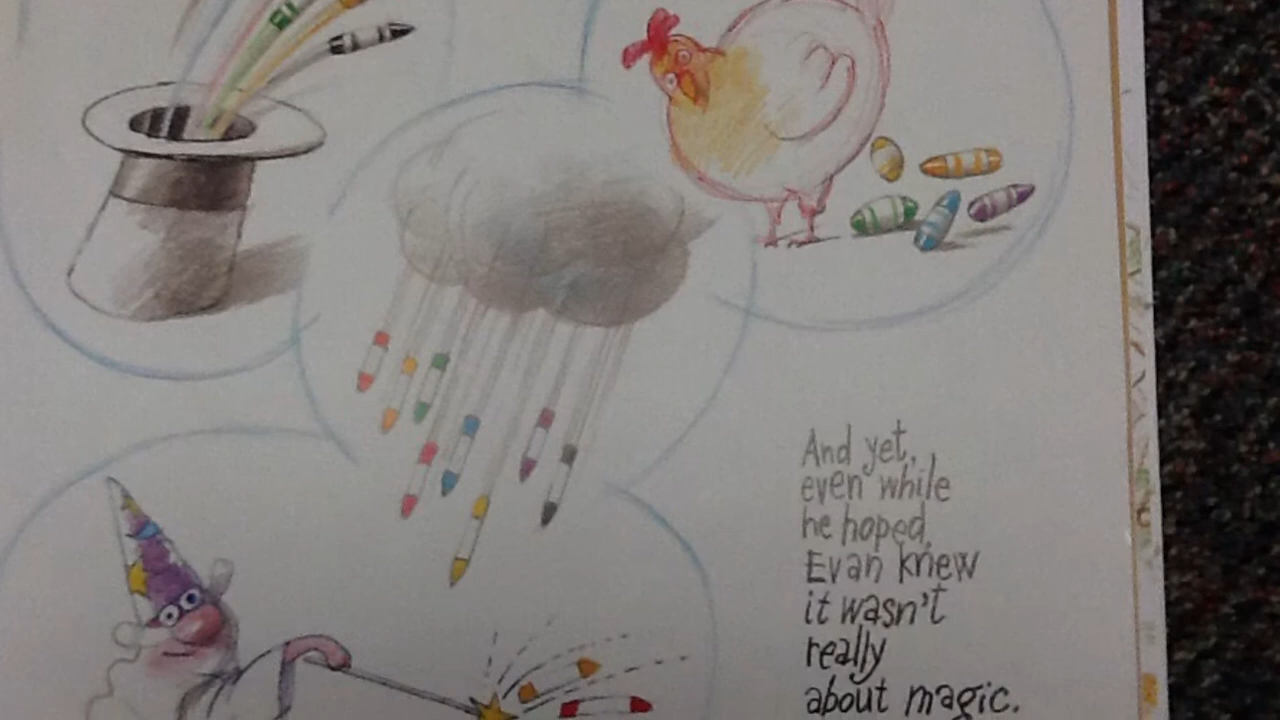 And yet,
even while
he hoped,
Evan knew
it wasn't
really
about magic.